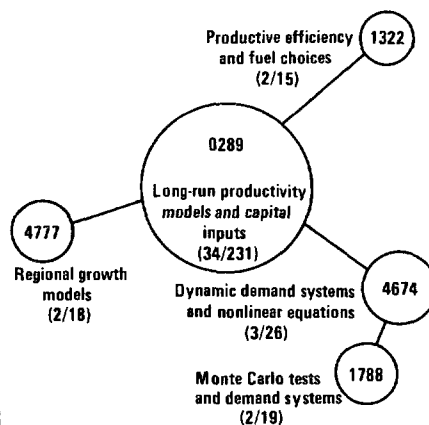 Productive efficiency
and fuel choices
(2/15)
1322
0289
Long-run productivity
models and capital
inputs
(34/231)
4777
Regional growth
models
(2/18)
Dynamic demand systems
and nonlinear equations
(3/26)
4674
Monte Carlo tests
and demand systems
(2/19)
1788